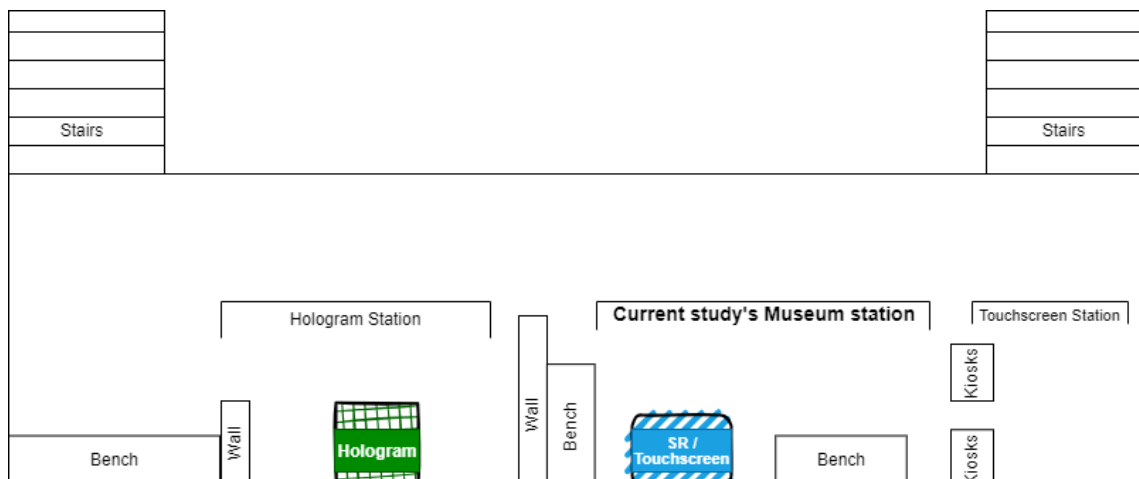 Stairs
Stairs
Hologram Station
Current study's Museum station
Touchscreen Station
Kiosks
Wall
Bench
Bench
Wall
Hologram
SR /
Touchscreen
Bench
Kiosks